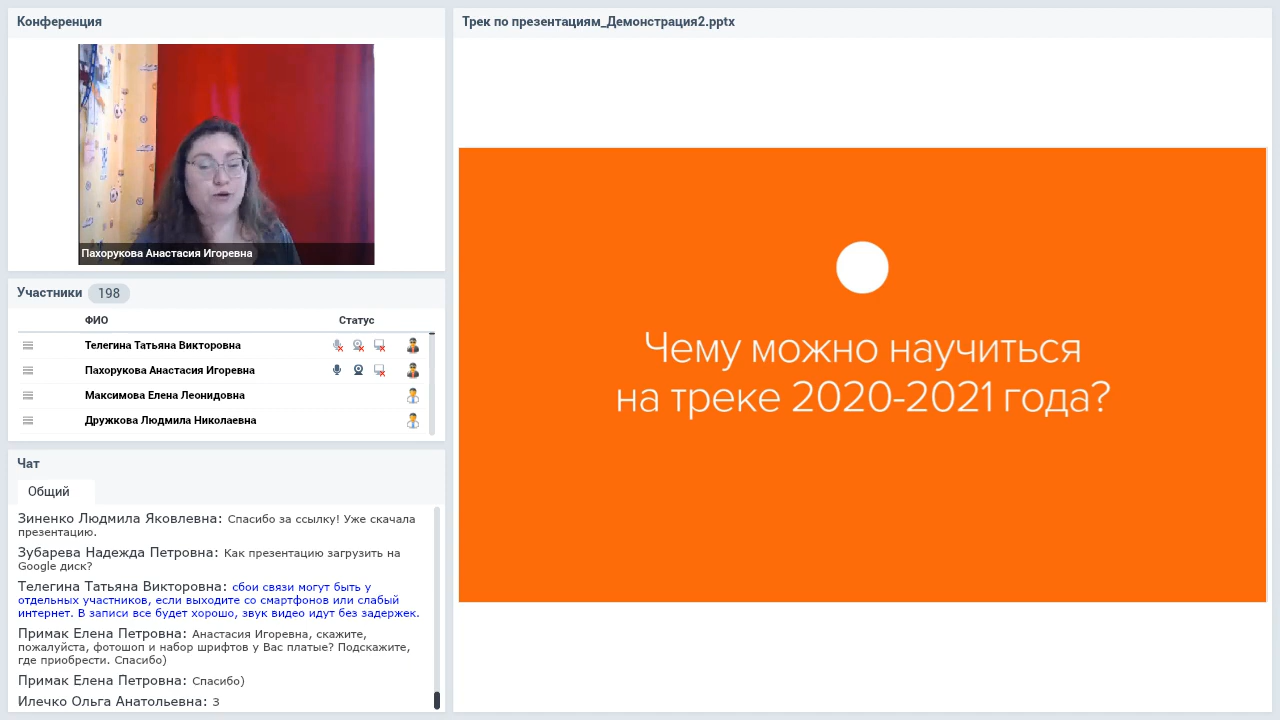 Конференция
Пахорукова Анастасия Игоревна
Участники 198
ФИО Статус
Телегина Татьяна Викторовна
Пахорукова Анастасия Игоревна
Максимова Елена Леонидовна
Дружкова Людмила Николаевна
Чат
Общий
Зиненко Людмила Яковлевна: Спасибо за ссылку! Уже скачала
презентацию.
Зубарева Надежда Петровна: Как презентацию загрузить на
Google диск?
Телегина Татьяна Викторовна: сбои связи могут быть у
отдельных участников, если выходите со смартфонов или слабый
интернет. В записи все будет хорошо, звук видео идут без задержек.
Примак Елена Петровна: Анастасия Игоревна, скажите,
пожалуйста, фотошоп и набор шрифтов у Вас платые? Подскажите,
где приобрести. Спасибо)
Примак Елена Петровна: Спасибо)
Илечко Ольга Анатольевна: 3
Трек по презентациям_Демонстрация2.pptx
Чему можно научиться
на треке 2020-2021 года?